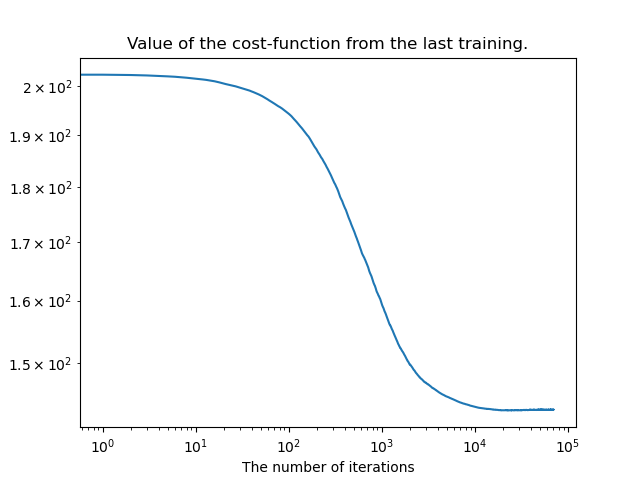 Value of the cost-function from the last training.
2 × 10²
1.9 × 10²
1.8 × 10²
1.7 × 10²
1.6 × 10²
1.5 × 10²
10⁰ 10¹ 10² 10³ 10⁴ 10⁵
The number of iterations